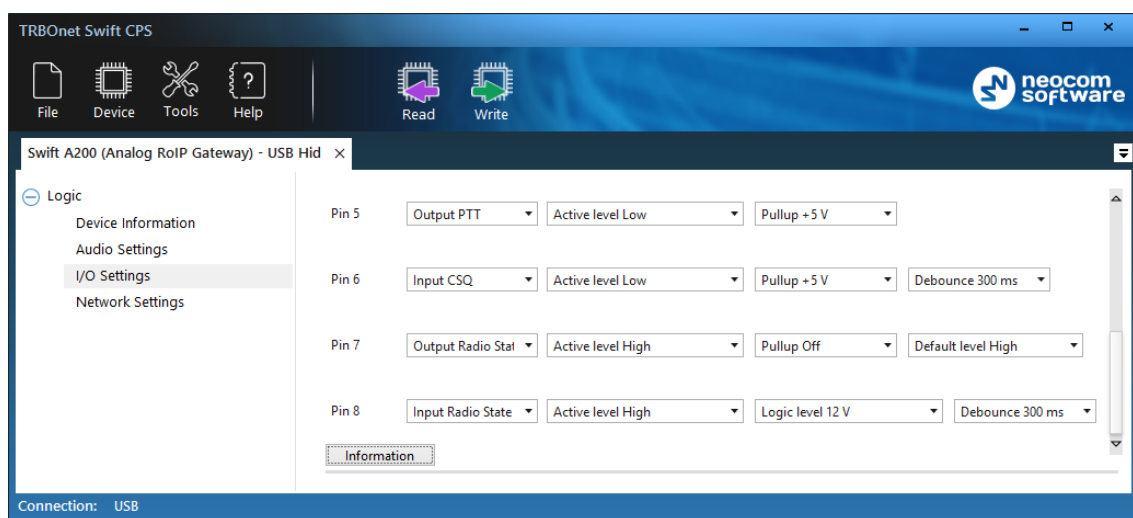 TRBOnet Swift CPS
File Device Tools Help Read Write
neocom
software
Swift A200 (Analog RoIP Gateway) - USB Hid
Logic
Device Information
Audio Settings
I/O Settings
Network Settings
Pin 5 Output PTT Active level Low Pullup +5 V
Pin 6 Input CSQ Active level Low Pullup +5 V Debounce 300 ms
Pin 7 Output Radio Stat Active level High Pullup Off Default level High
Pin 8 Input Radio State Active level High Logic level 12 V Debounce 300 ms
Information
Connection: USB